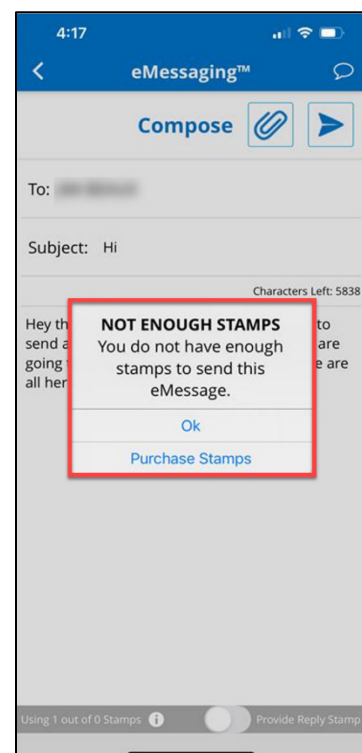 4:17
eMessaging™
Compose
To:
Subject: Hi
Characters Left: 5838
Hey th
to
send a
are
going
e are
all her
NOT ENOUGH STAMPS
You do not have enough
stamps to send this
eMessage.
Ok
Purchase Stamps
Using 1 out of 0 Stamps
Provide Reply Stamp